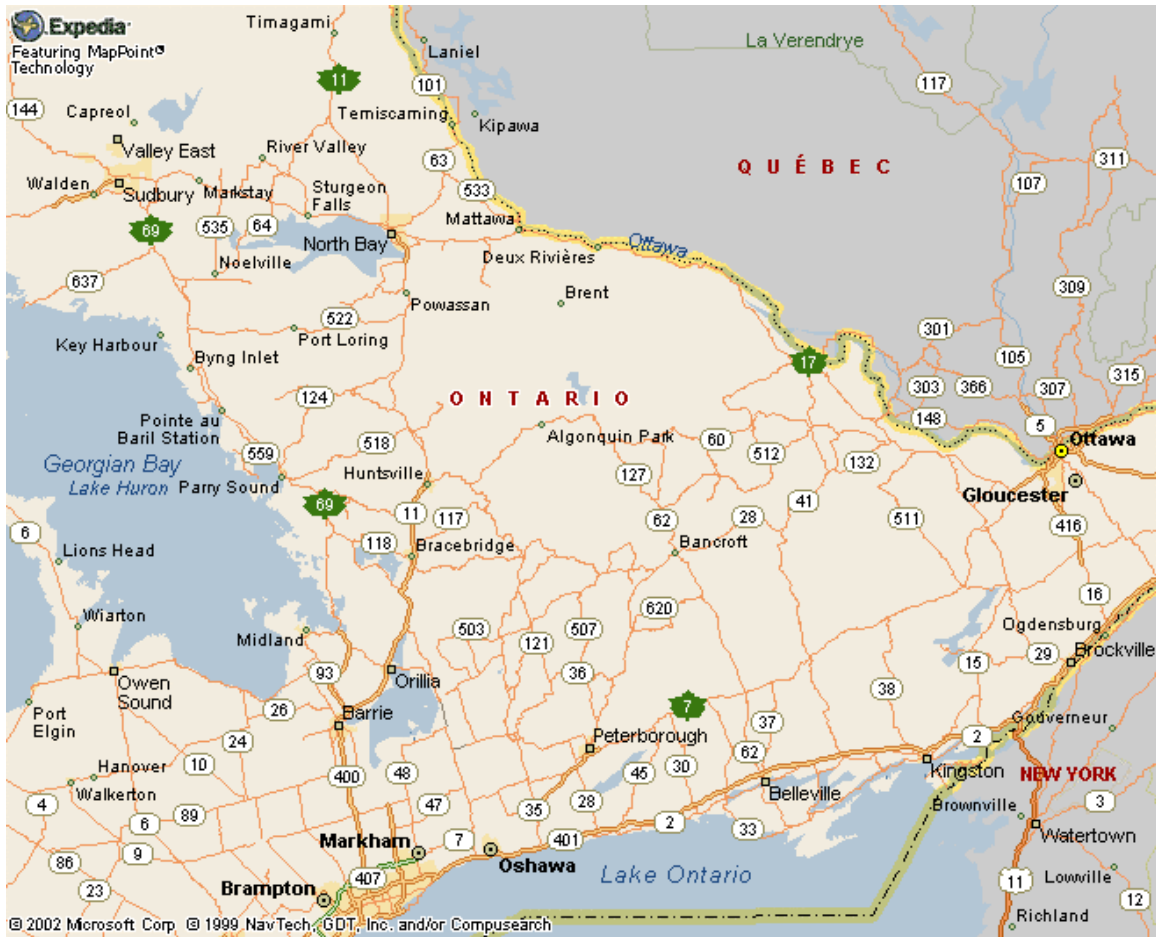 Expedia
Featuring MapPoint®
Technology
Timagami
Laniel
La Verendrye
117
11
101
144
Capreol
Temiscaming
Kipawa
Valley East
River Valley
63
QUÉBEC
311
107
Walden
Sudbury
Markstay
Sturgeon
Falls
533
69
535
64
North Bay
Mattawa
Ottawa
Deux Rivières
Noelville
637
Powassan
Brent
309
522
Key Harbour
Port Loring
301
Byng Inlet
17
105
303
366
307
315
124
ONTARIO
Pointe au
Baril Station
148
5
518
Algonquin Park
60
Ottawa
559
512
132
Georgian Bay
Lake Huron
Parry Sound
Huntsville
127
Gloucester
69
11
117
62
28
41
511
416
6
118
Bracebridge
Bancroft
Lions Head
16
620
Wiarton
Midland
503
121
507
Ogdensburg
29
Brockville
15
Owen
Sound
93
Orillia
36
38
Port
Elgin
26
Barrie
7
37
Gouverneur
24
Peterborough
62
2
10
Hanover
400
48
45
30
Kingston
NEW YORK
Walkerton
Belleville
4
89
47
35
28
Brownville
3
6
2
33
Watertown
Markham
7
401
9
86
Oshawa
407
Lake Ontario
Lowville
23
Brampton
11
12
Richland
© 2002 Microsoft Corp © 1999 NavTech, GDT, Inc. and/or Compusearch